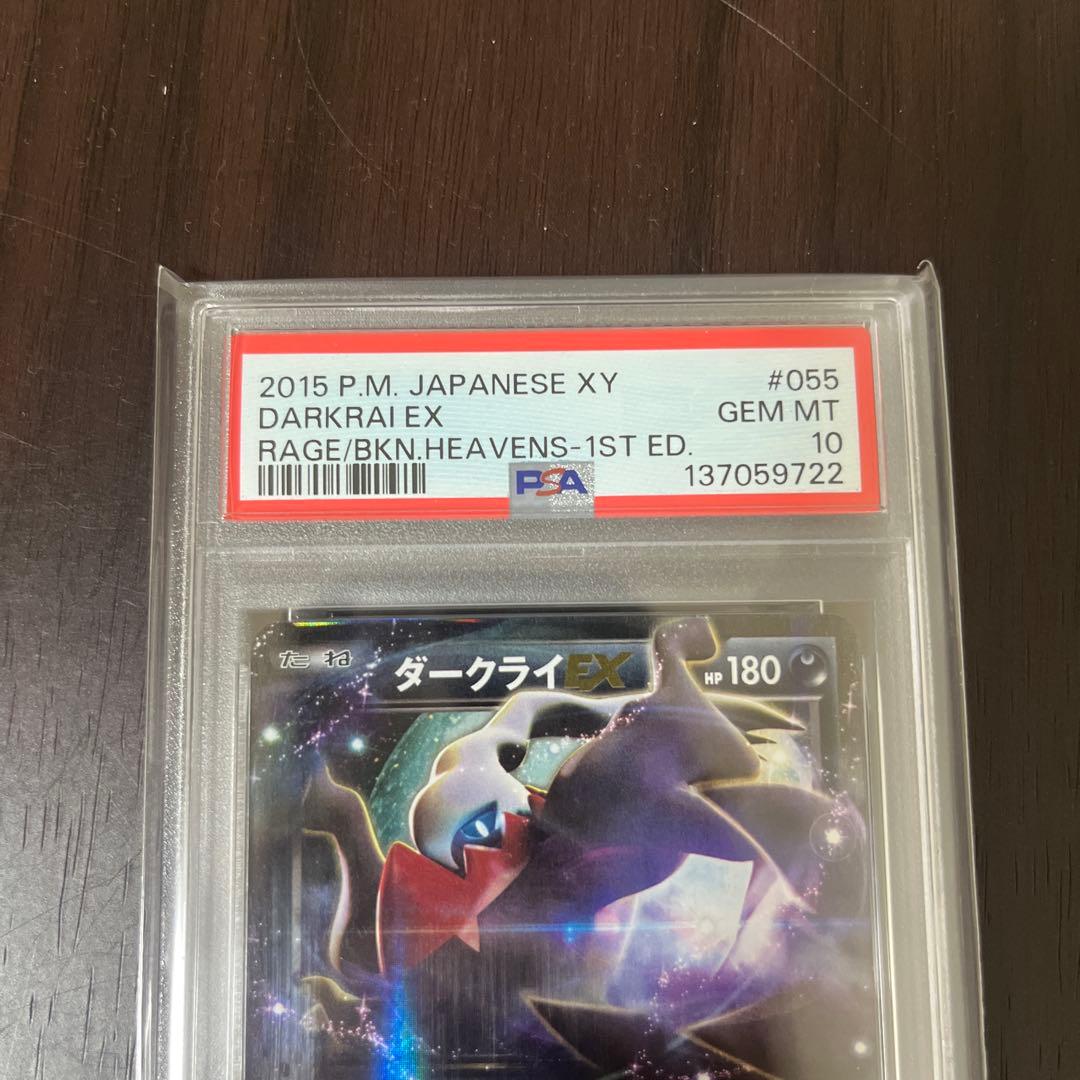 2015 P.M. JAPANESE XY #055
DARKRAI EX GEM MT
RAGE/BKN.HEAVENS-1ST ED. 10
PSA 137059722
たね ダークライEX HP 180